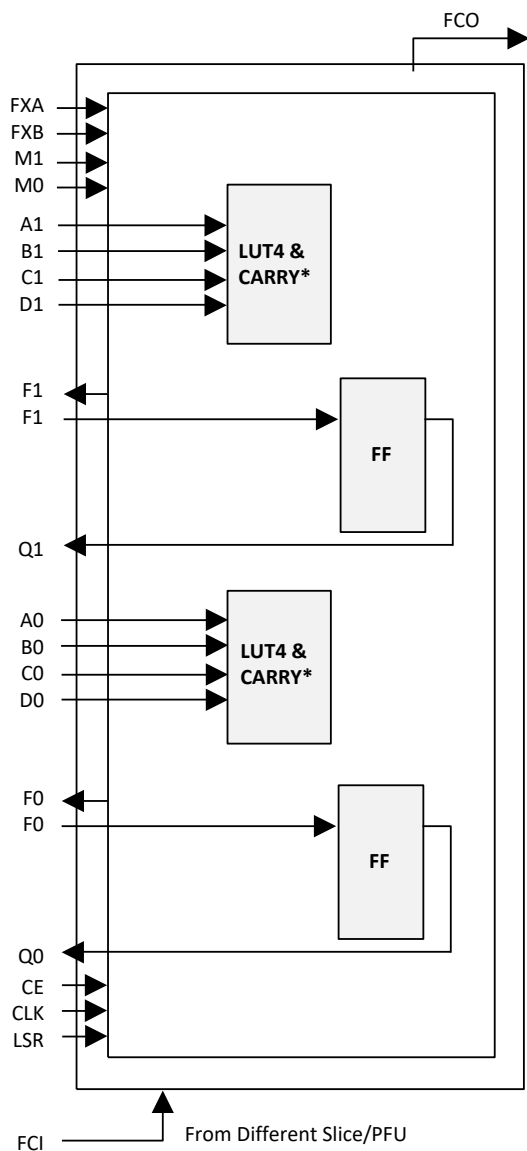 FCO
FXA
FXB
M1
M0
A1
B1
C1
D1
LUT4 &
CARRY*
F1
F1
FF
Q1
A0
B0
C0
D0
LUT4 &
CARRY*
F0
F0
FF
Q0
CE
CLK
LSR
FCI
From Different Slice/PFU